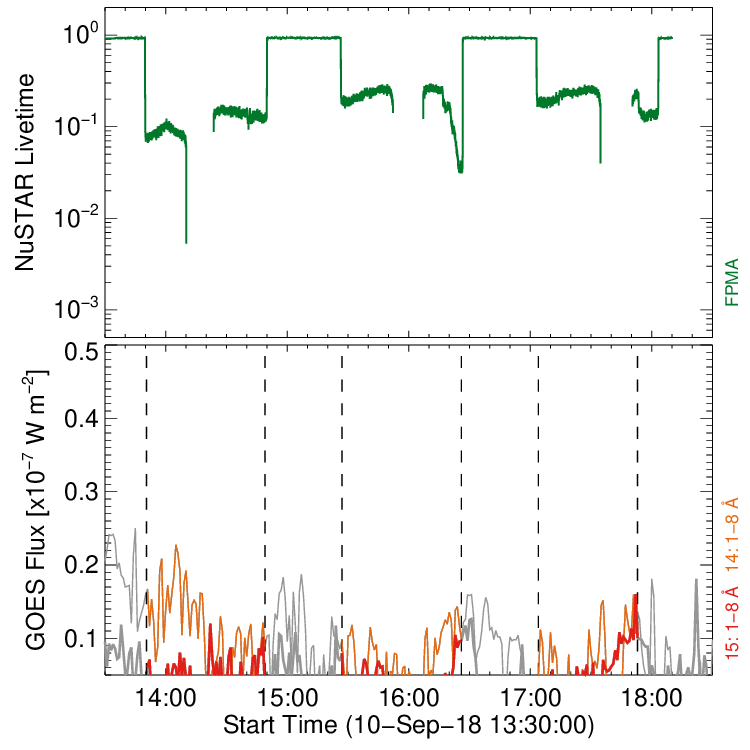 10⁰
10⁻¹
10⁻²
10⁻³
NuSTAR Livetime
FPMA
0.5
0.4
0.3
0.2
0.1
GOES Flux [x10⁻⁷ W m⁻²]
15: 1−8 Å 14: 1−8 Å
14:00 15:00 16:00 17:00 18:00
Start Time (10−Sep−18 13:30:00)